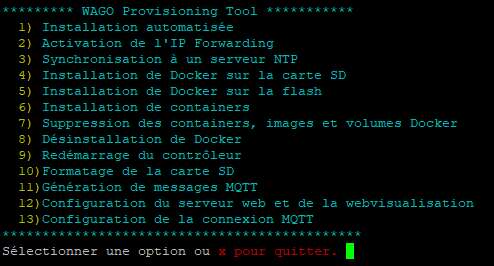 ********* WAGO Provisioning Tool ***********
1) Installation automatisée
2) Activation de l'IP Forwarding
3) Synchronisation à un serveur NTP
4) Installation de Docker sur la carte SD
5) Installation de Docker sur la flash
6) Installation de containers
7) Suppression des containers, images et volumes Docker
8) Désinstallation de Docker
9) Redémarrage du contrôleur
10)Formatage de la carte SD
11)Génération de messages MQTT
12)Configuration du serveur web et de la webvisualisation
13)Configuration de la connexion MQTT
*********************************************
Sélectionner une option ou x pour quitter.